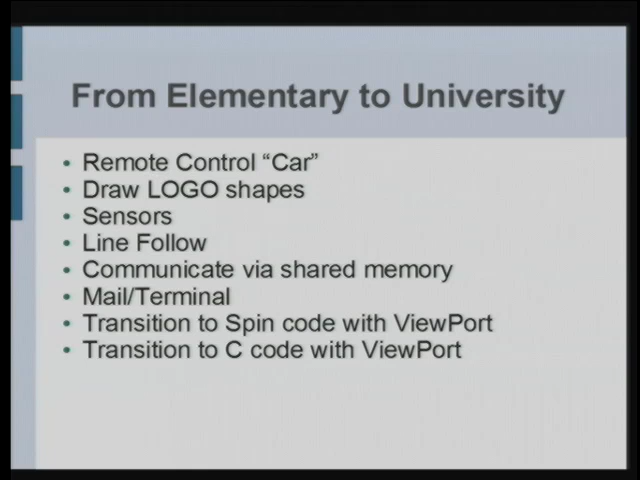 From Elementary to University
• Remote Control “Car”
• Draw LOGO shapes
• Sensors
• Line Follow
• Communicate via shared memory
• Mail/Terminal
• Transition to Spin code with ViewPort
• Transition to C code with ViewPort